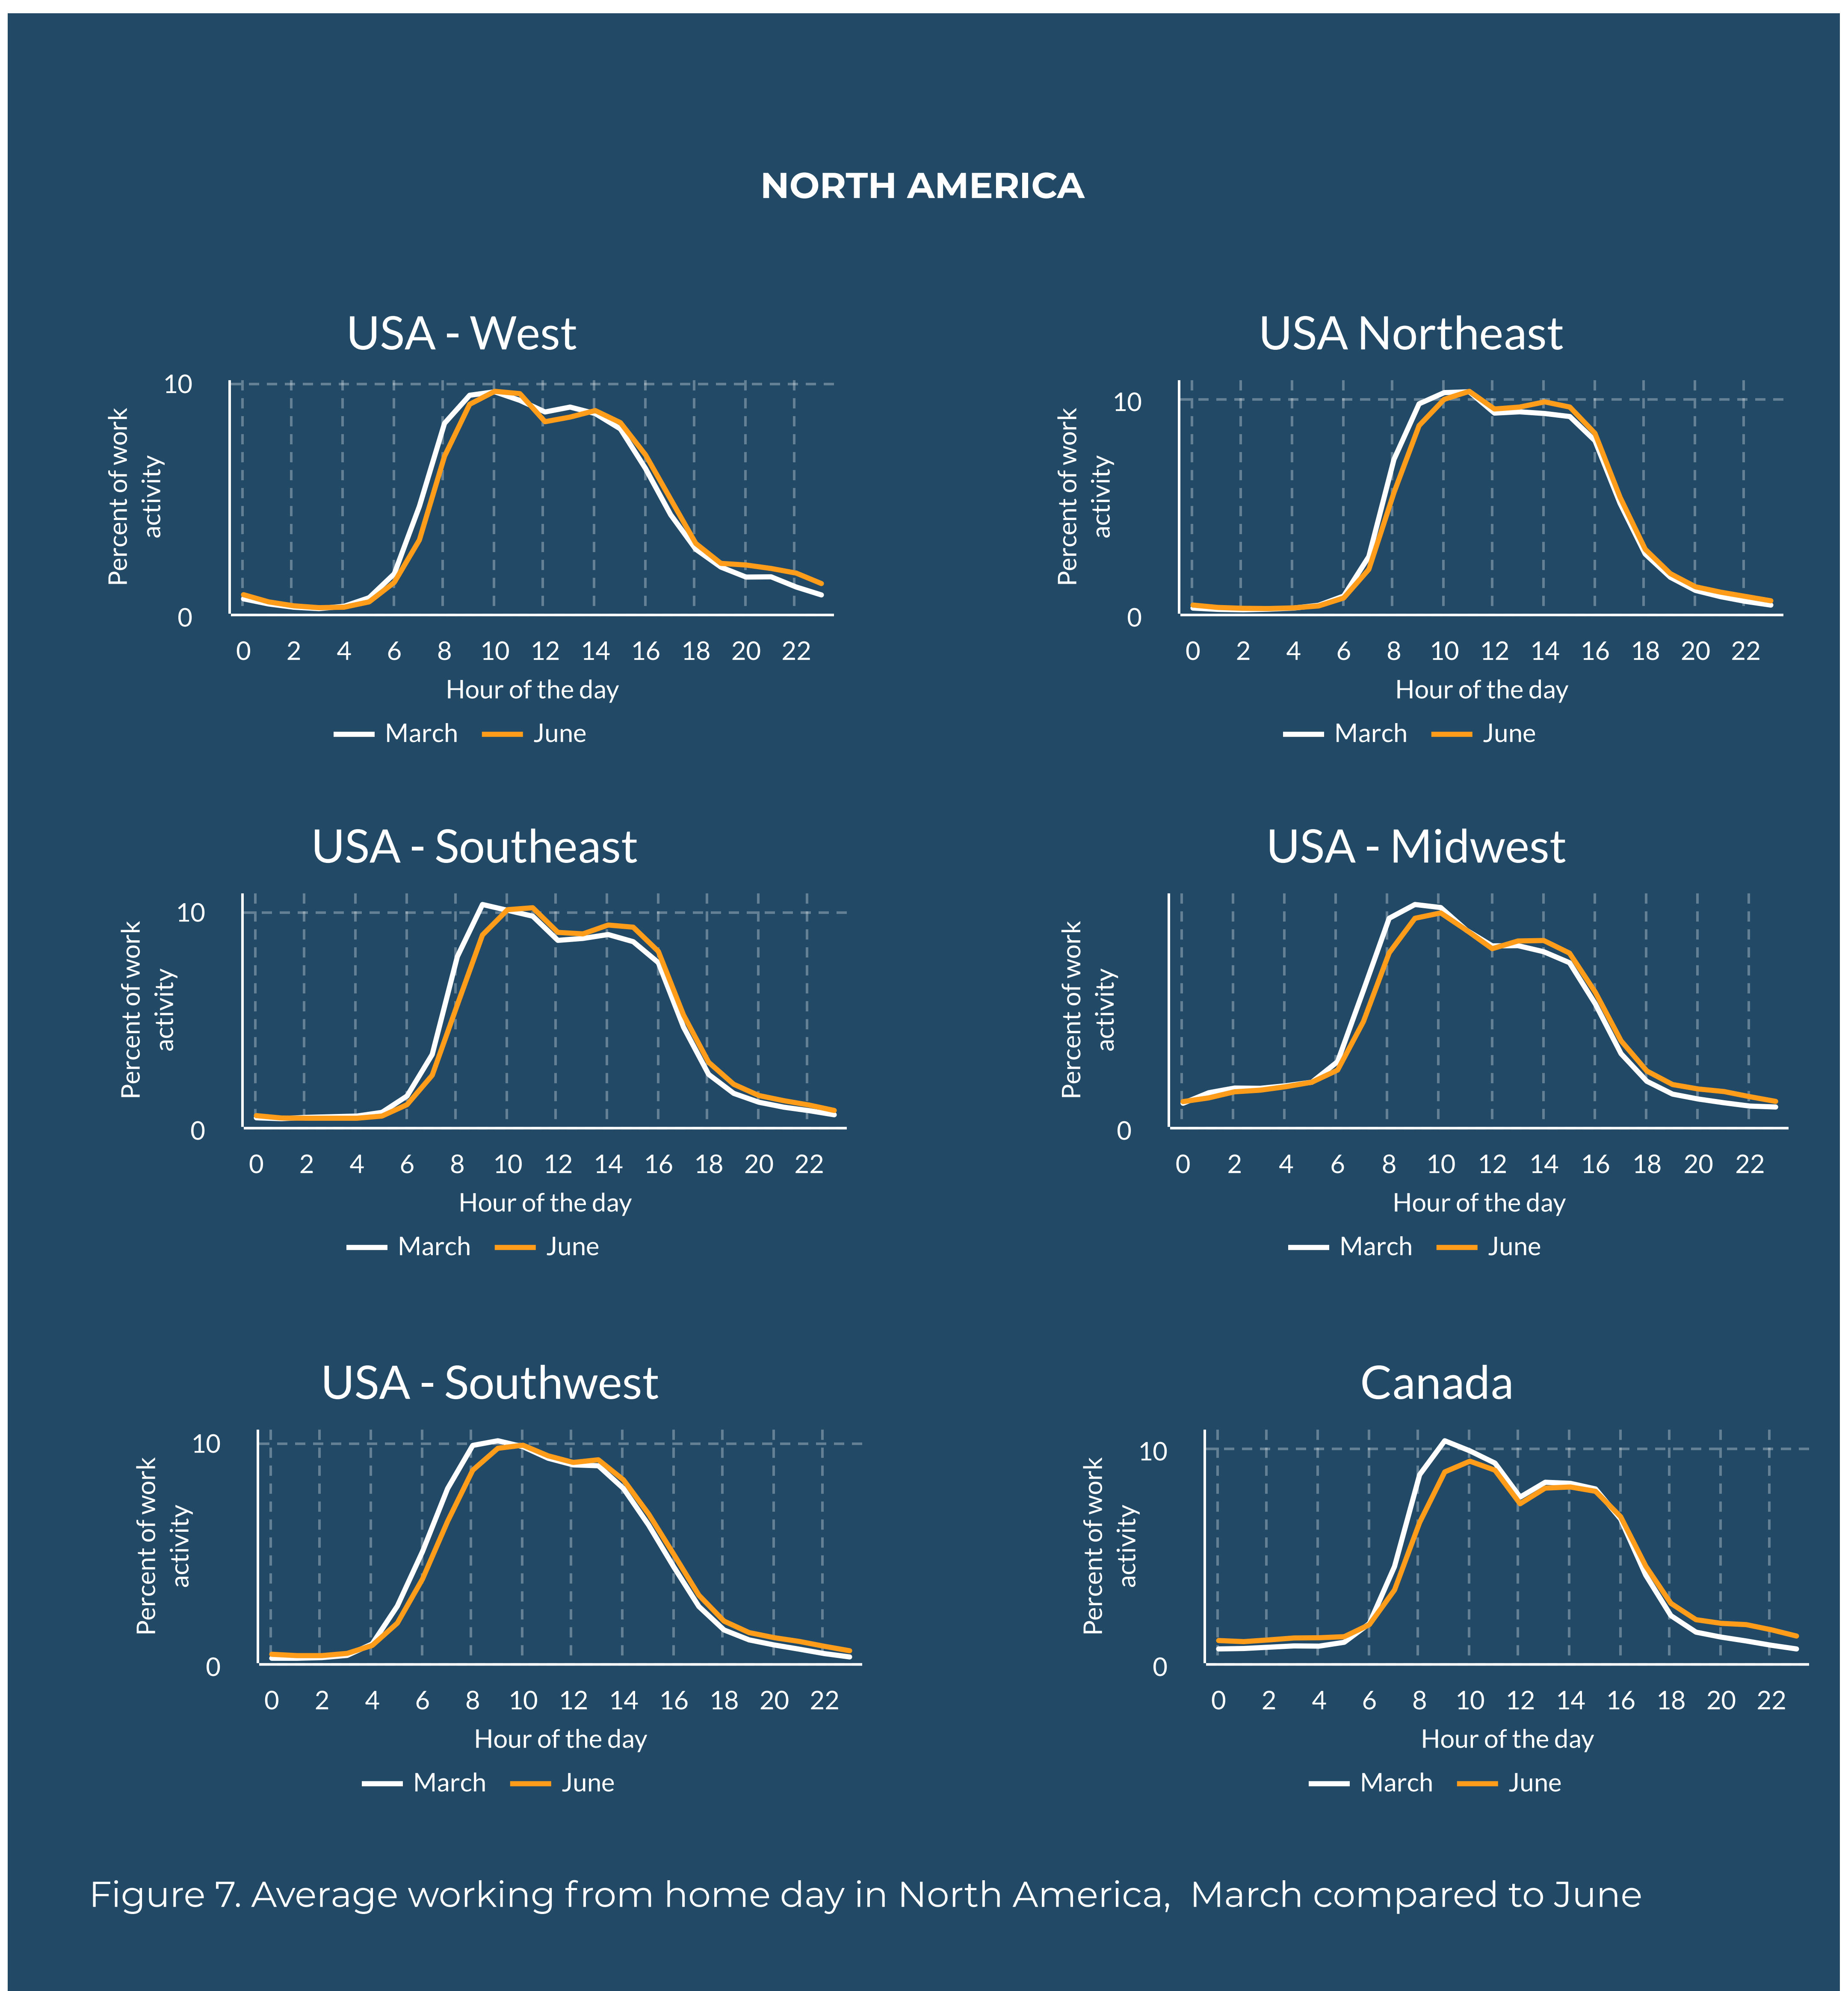 NORTH AMERICA
USA - West
10
0
Percent of work
activity
0 2 4 6 8 10 12 14 16 18 20 22
Hour of the day
March June
USA Northeast
10
0
Percent of work
activity
0 2 4 6 8 10 12 14 16 18 20 22
Hour of the day
March June
USA - Southeast
10
0
Percent of work
activity
0 2 4 6 8 10 12 14 16 18 20 22
Hour of the day
March June
USA - Midwest
0
Percent of work
activity
0 2 4 6 8 10 12 14 16 18 20 22
Hour of the day
March June
USA - Southwest
10
0
Percent of work
activity
0 2 4 6 8 10 12 14 16 18 20 22
Hour of the day
March June
Canada
10
0
Percent of work
activity
0 2 4 6 8 10 12 14 16 18 20 22
Hour of the day
March June
Figure 7. Average working from home day in North America, March compared to June